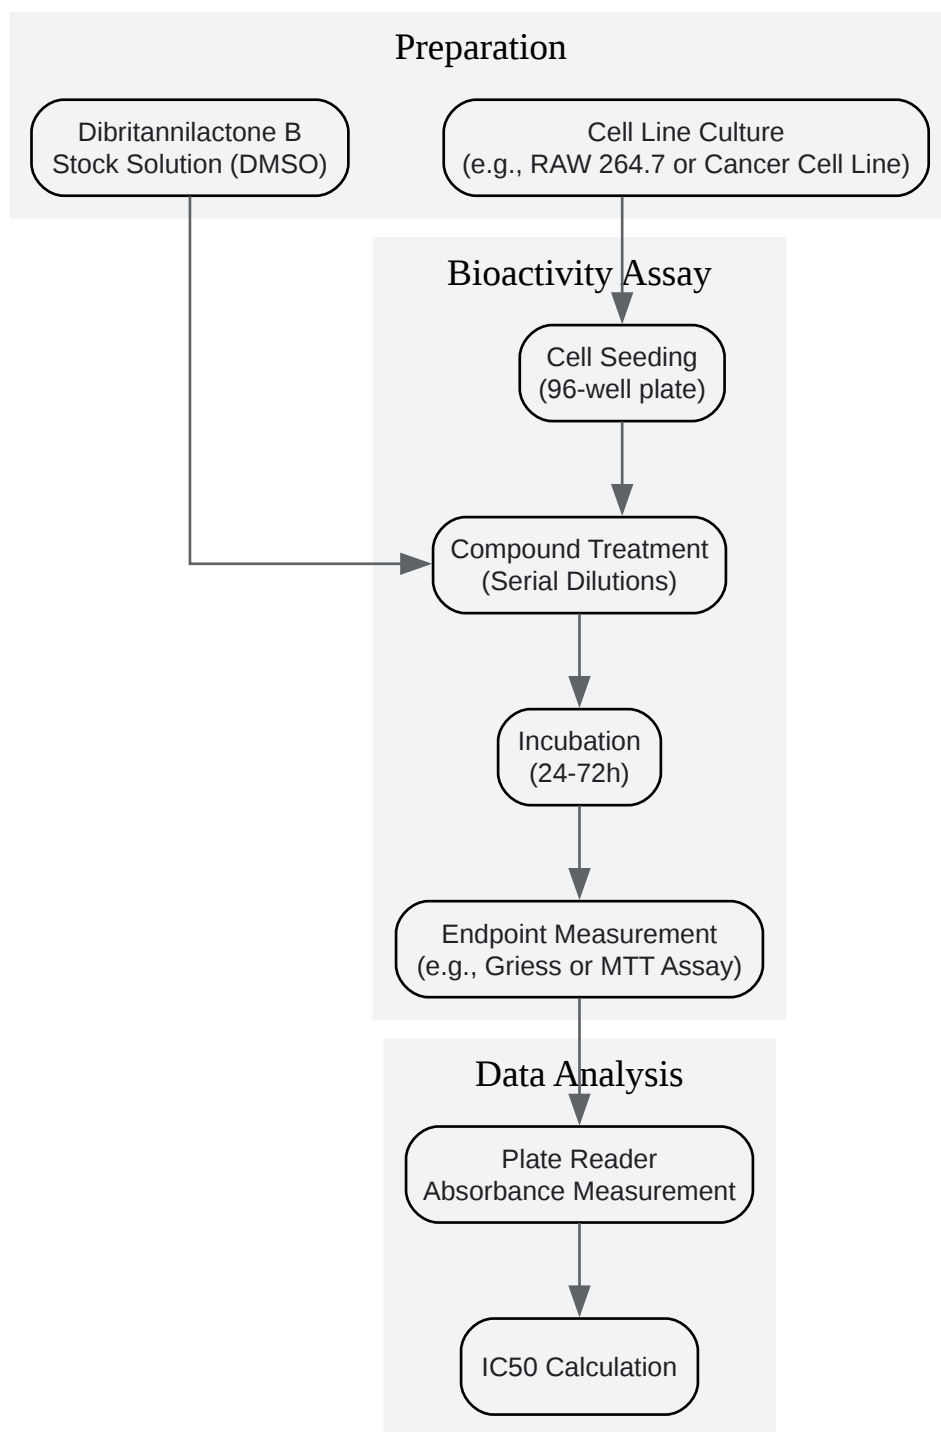 Preparation
Dibritannilactone B
Stock Solution (DMSO)
Cell Line Culture
(e.g., RAW 264.7 or Cancer Cell Line)
Bioactivity Assay
Cell Seeding
(96-well plate)
Compound Treatment
(Serial Dilutions)
Incubation
(24-72h)
Endpoint Measurement
(e.g., Griess or MTT Assay)
Data Analysis
Plate Reader
Absorbance Measurement
IC50 Calculation